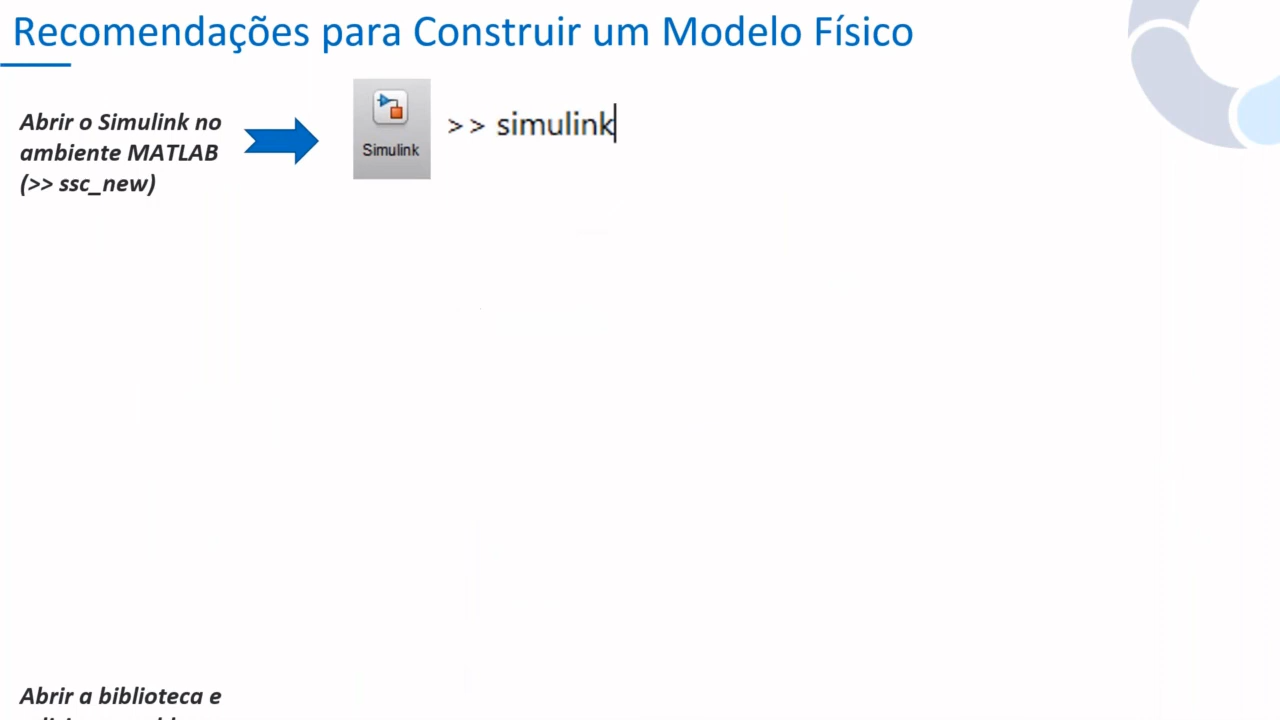 Recomendações para Construir um Modelo Físico
Abrir o Simulink no
ambiente MATLAB
(>> ssc_new)
Simulink
>> simulink
Abrir a biblioteca e